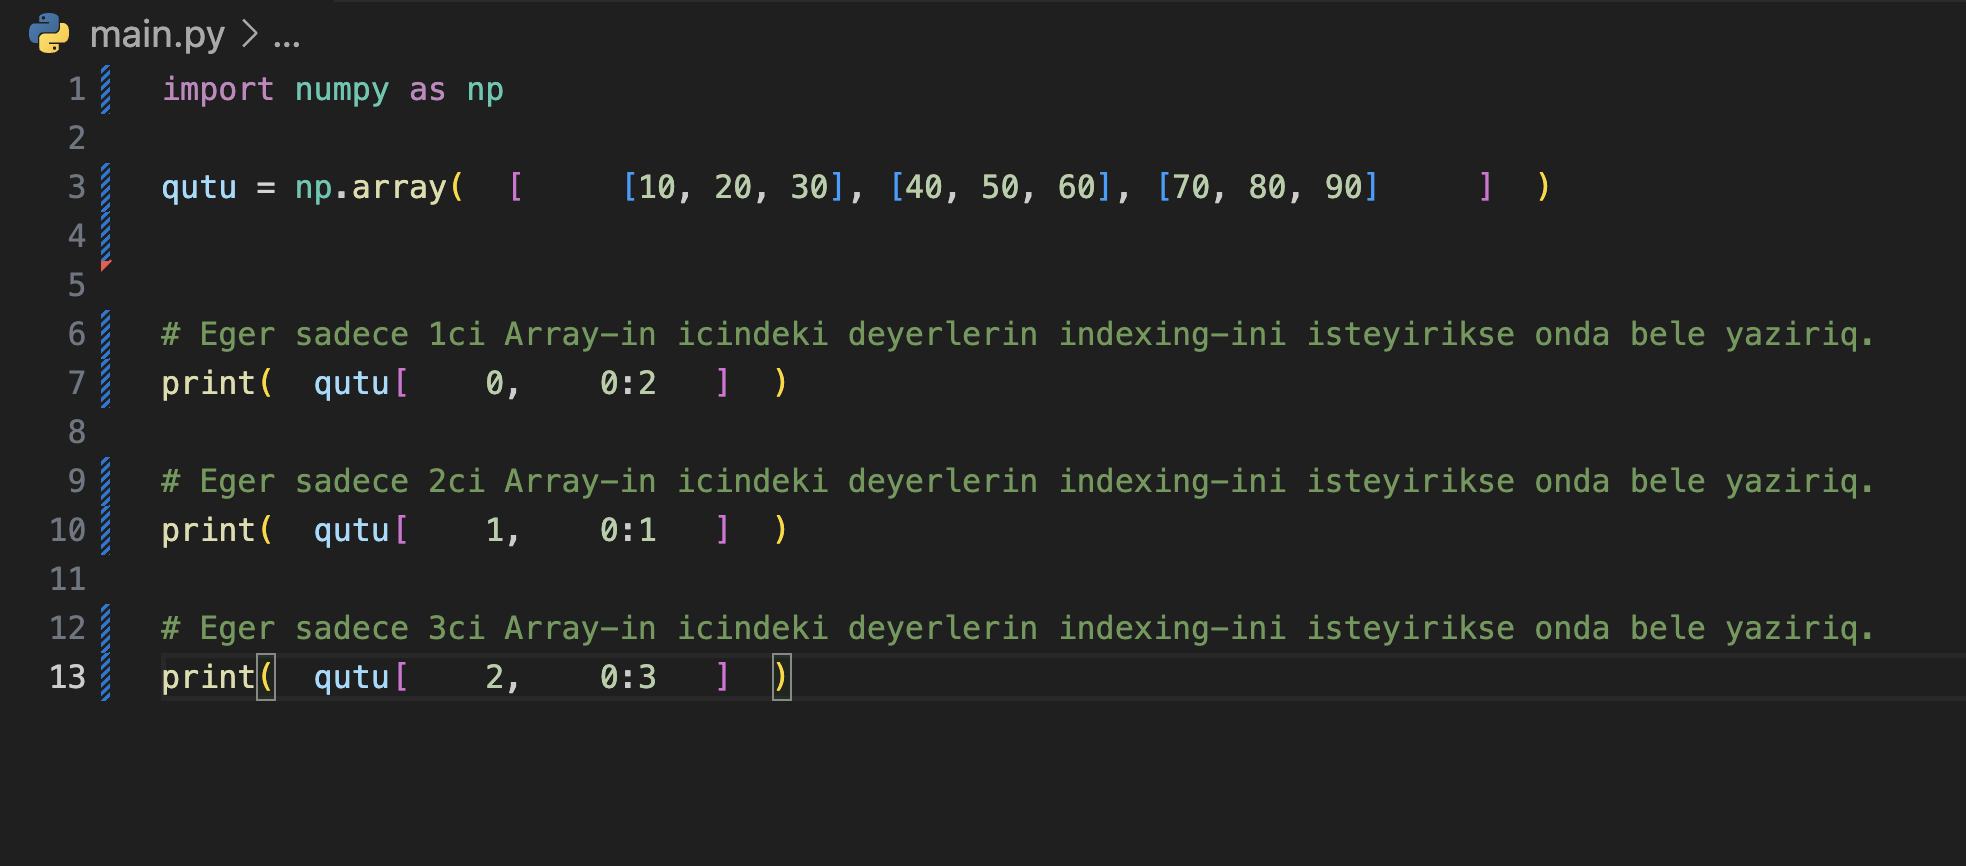 main.py > ...
1 import numpy as np
2
3 qutu = np.array(  [     [10, 20, 30], [40, 50, 60], [70, 80, 90]     ]  )
4
5
6 # Eger sadece 1ci Array-in icindeki deyerlerin indexing-ini isteyirikse onda bele yaziriq.
7 print(  qutu[    0,    0:2   ]  )
8
9 # Eger sadece 2ci Array-in icindeki deyerlerin indexing-ini isteyirikse onda bele yaziriq.
10 print(  qutu[    1,    0:1   ]  )
11
12 # Eger sadece 3ci Array-in icindeki deyerlerin indexing-ini isteyirikse onda bele yaziriq.
13 print(  qutu[    2,    0:3   ]  )